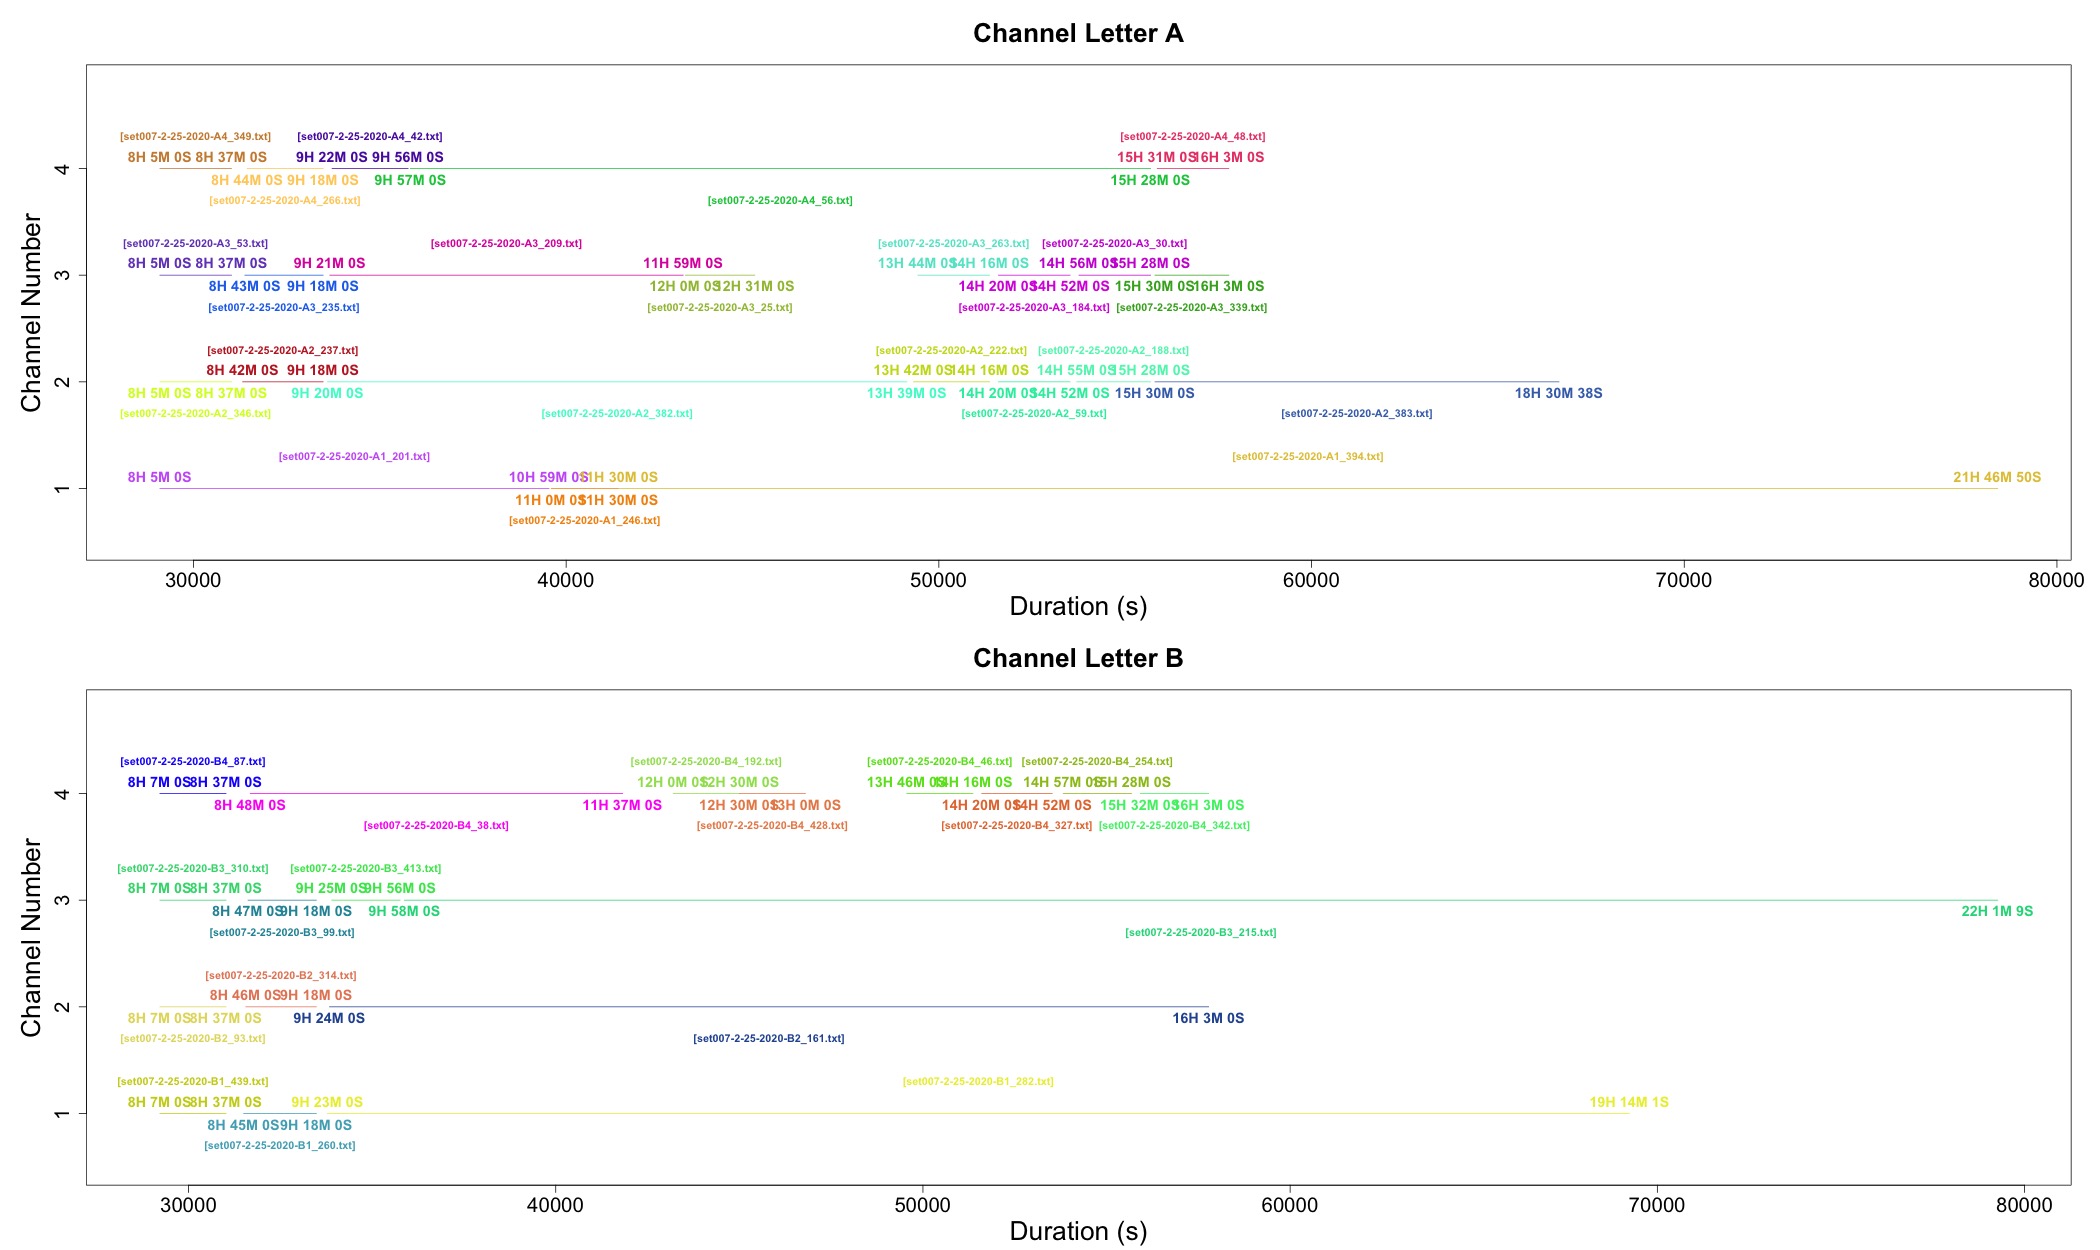 Channel Letter A
[set007-2-25-2020-A4_349.txt] [set007-2-25-2020-A4_42.txt] [set007-2-25-2020-A4_48.txt]
8H 5M 0S 8H 37M 0S 9H 22M 0S 9H 56M 0S 15H 31M 0S 16H 3M 0S
4
8H 44M 0S 9H 18M 0S 9H 57M 0S 15H 28M 0S
[set007-2-25-2020-A4_266.txt] [set007-2-25-2020-A4_56.txt]
[set007-2-25-2020-A3_53.txt] [set007-2-25-2020-A3_209.txt] [set007-2-25-2020-A3_263.txt] [set007-2-25-2020-A3_30.txt]
8H 5M 0S 8H 37M 0S 9H 21M 0S 11H 59M 0S 13H 44M 0S 14H 16M 0S 14H 56M 0S 15H 28M 0S
3
8H 43M 0S 9H 18M 0S 12H 0M 0S 12H 31M 0S 14H 20M 0S 14H 52M 0S 15H 30M 0S 16H 3M 0S
[set007-2-25-2020-A3_235.txt] [set007-2-25-2020-A3_25.txt] [set007-2-25-2020-A3_184.txt] [set007-2-25-2020-A3_339.txt]
[set007-2-25-2020-A2_237.txt] [set007-2-25-2020-A2_222.txt] [set007-2-25-2020-A2_188.txt]
8H 42M 0S 9H 18M 0S 13H 42M 0S 14H 16M 0S 14H 55M 0S 15H 28M 0S
2
8H 5M 0S 8H 37M 0S 9H 20M 0S 13H 39M 0S 14H 20M 0S 14H 52M 0S 15H 30M 0S 18H 30M 38S
[set007-2-25-2020-A2_346.txt] [set007-2-25-2020-A2_382.txt] [set007-2-25-2020-A2_59.txt] [set007-2-25-2020-A2_383.txt]
[set007-2-25-2020-A1_201.txt] [set007-2-25-2020-A1_394.txt]
8H 5M 0S 10H 59M 0S 11H 30M 0S 21H 46M 50S
1
11H 0M 0S 11H 30M 0S
[set007-2-25-2020-A1_246.txt]
Channel Number
30000 40000 50000 60000 70000 80000
Duration (s)
Channel Letter B
[set007-2-25-2020-B4_87.txt] [set007-2-25-2020-B4_192.txt] [set007-2-25-2020-B4_46.txt] [set007-2-25-2020-B4_254.txt]
8H 7M 0S 8H 37M 0S 12H 0M 0S 12H 30M 0S 13H 46M 0S 14H 16M 0S 14H 57M 0S 15H 28M 0S
4
8H 48M 0S 11H 37M 0S 12H 30M 0S 13H 0M 0S 14H 20M 0S 14H 52M 0S 15H 32M 0S 16H 3M 0S
[set007-2-25-2020-B4_38.txt] [set007-2-25-2020-B4_428.txt] [set007-2-25-2020-B4_327.txt] [set007-2-25-2020-B4_342.txt]
[set007-2-25-2020-B3_310.txt] [set007-2-25-2020-B3_413.txt]
8H 7M 0S 8H 37M 0S 9H 25M 0S 9H 56M 0S
3
8H 47M 0S 9H 18M 0S 9H 58M 0S 22H 1M 9S
[set007-2-25-2020-B3_99.txt] [set007-2-25-2020-B3_215.txt]
[set007-2-25-2020-B2_314.txt]
8H 46M 0S 9H 18M 0S
2
8H 7M 0S 8H 37M 0S 9H 24M 0S 16H 3M 0S
[set007-2-25-2020-B2_93.txt] [set007-2-25-2020-B2_161.txt]
[set007-2-25-2020-B1_439.txt] [set007-2-25-2020-B1_282.txt]
8H 7M 0S 8H 37M 0S 9H 23M 0S 19H 14M 1S
1
8H 45M 0S 9H 18M 0S
[set007-2-25-2020-B1_260.txt]
Channel Number
30000 40000 50000 60000 70000 80000
Duration (s)